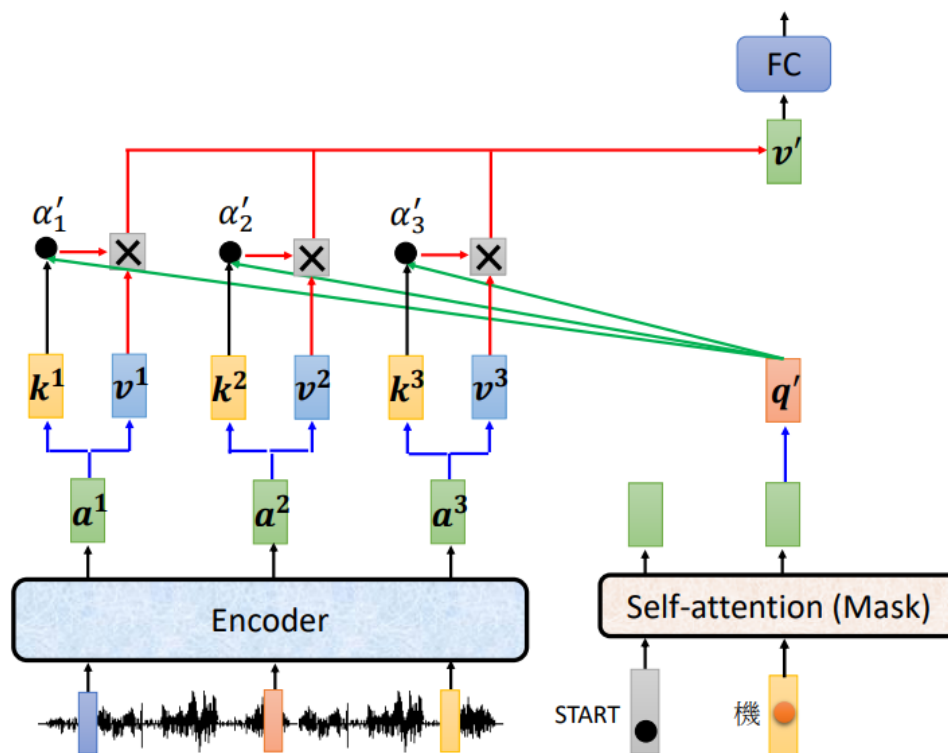 FC
v′
α′₁ α′₂ α′₃
k¹ v¹ k² v² k³ v³ q′
a¹ a² a³
Encoder
Self-attention (Mask)
START 機